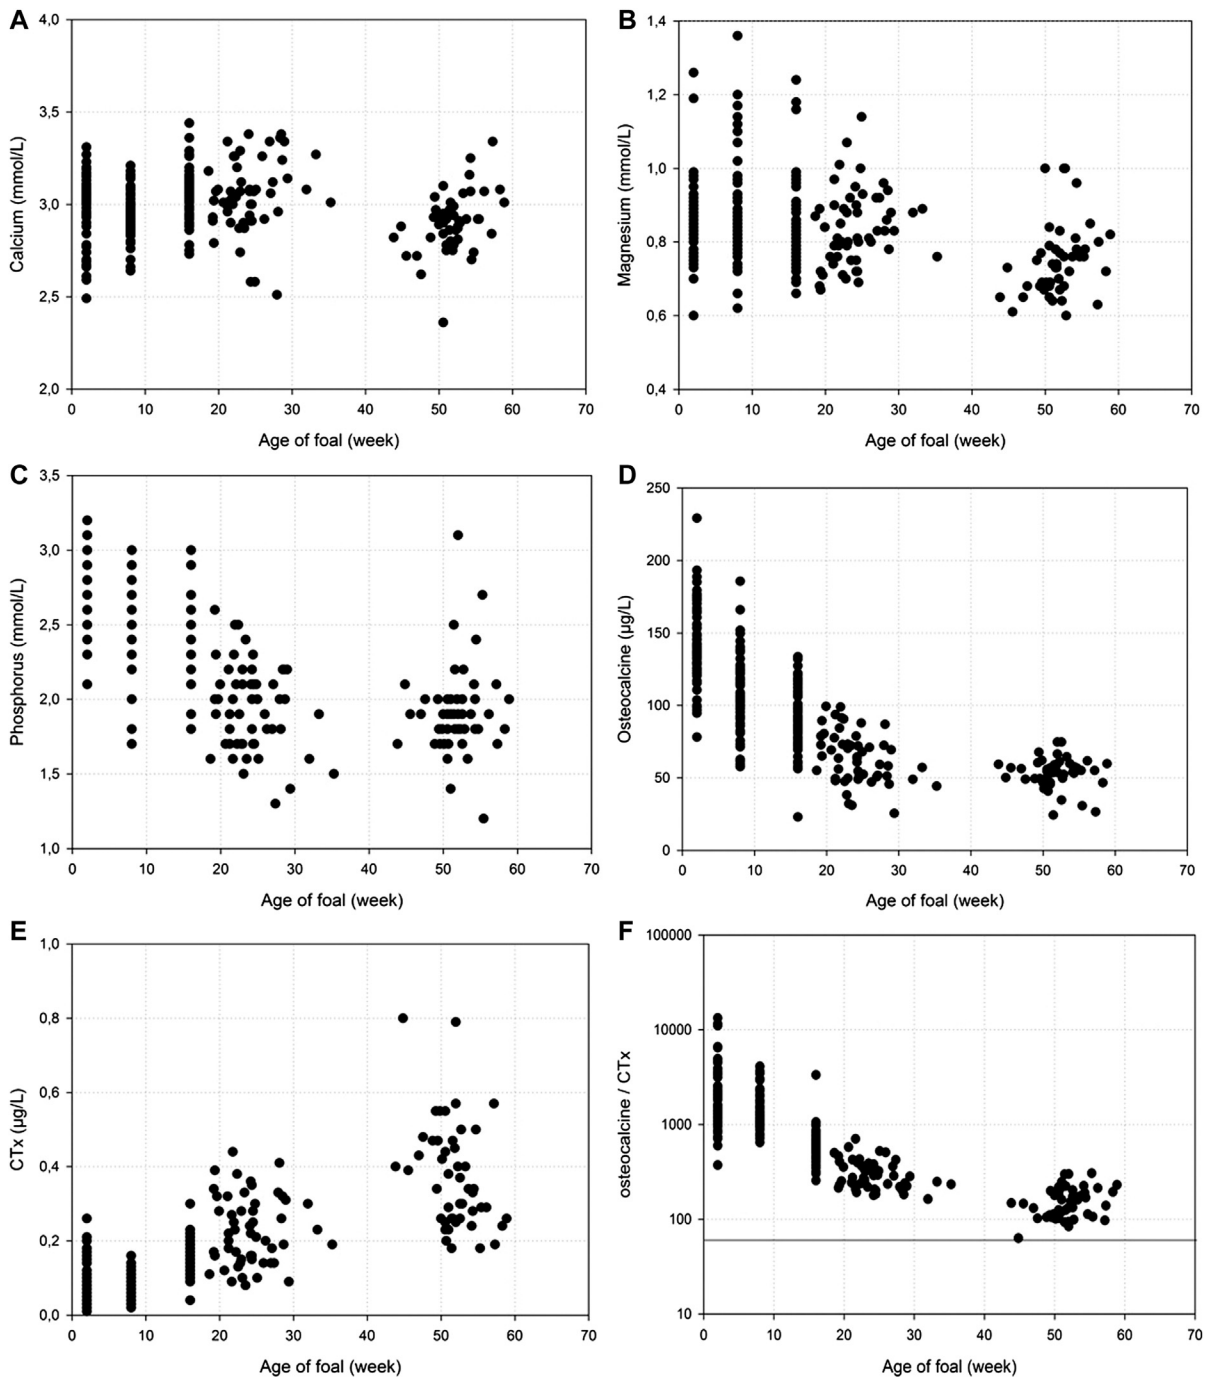 A
4,0
3,5
3,0
2,5
2,0
Calcium (mmol/L)
0 10 20 30 40 50 60 70
Age of foal (week)
B
1,4
1,2
1,0
0,8
0,6
0,4
Magnesium (mmol/L)
0 10 20 30 40 50 60 70
Age of foal (week)
C
3,5
3,0
2,5
2,0
1,5
1,0
Phosphorus (mmol/L)
0 10 20 30 40 50 60 70
Age of foal (week)
D
250
200
150
100
50
0
Osteocalcine (µg/L)
0 10 20 30 40 50 60 70
Age of foal (week)
E
1,0
0,8
0,6
0,4
0,2
0,0
CTx (µg/L)
0 10 20 30 40 50 60 70
Age of foal (week)
F
100000
10000
1000
100
10
osteocalcine / CTx
0 10 20 30 40 50 60 70
Age of foal (week)